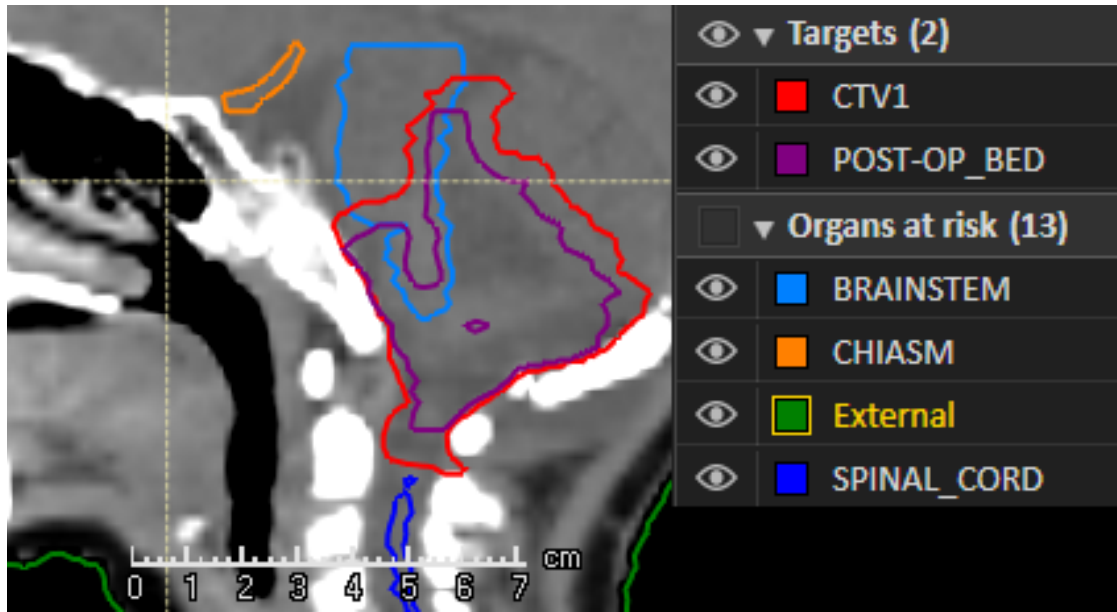 Targets (2)
CTV1
POST-OP_BED
Organs at risk (13)
BRAINSTEM
CHIASM
External
SPINAL_CORD
cm
0 1 2 3 4 5 6 7